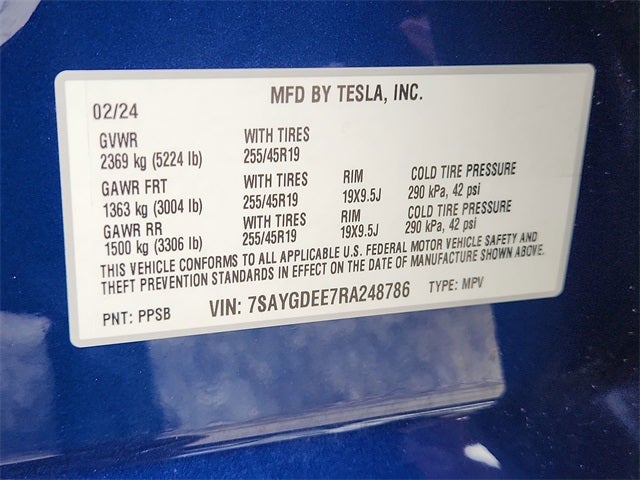 MFD BY TESLA, INC.
02/24
GVWR WITH TIRES
2369 kg (5224 lb) 255/45R19
GAWR FRT WITH TIRES RIM COLD TIRE PRESSURE
1363 kg (3004 lb) 255/45R19 19X9.5J 290 kPa, 42 psi
GAWR RR WITH TIRES RIM COLD TIRE PRESSURE
1500 kg (3306 lb) 255/45R19 19X9.5J 290 kPa, 42 psi
THIS VEHICLE CONFORMS TO ALL APPLICABLE U.S. FEDERAL MOTOR VEHICLE SAFETY AND
THEFT PREVENTION STANDARDS IN EFFECT ON THE DATE OF MANUFACTURE SHOWN ABOVE.
PNT: PPSB VIN: 7SAYGDEE7RA248786 TYPE: MPV